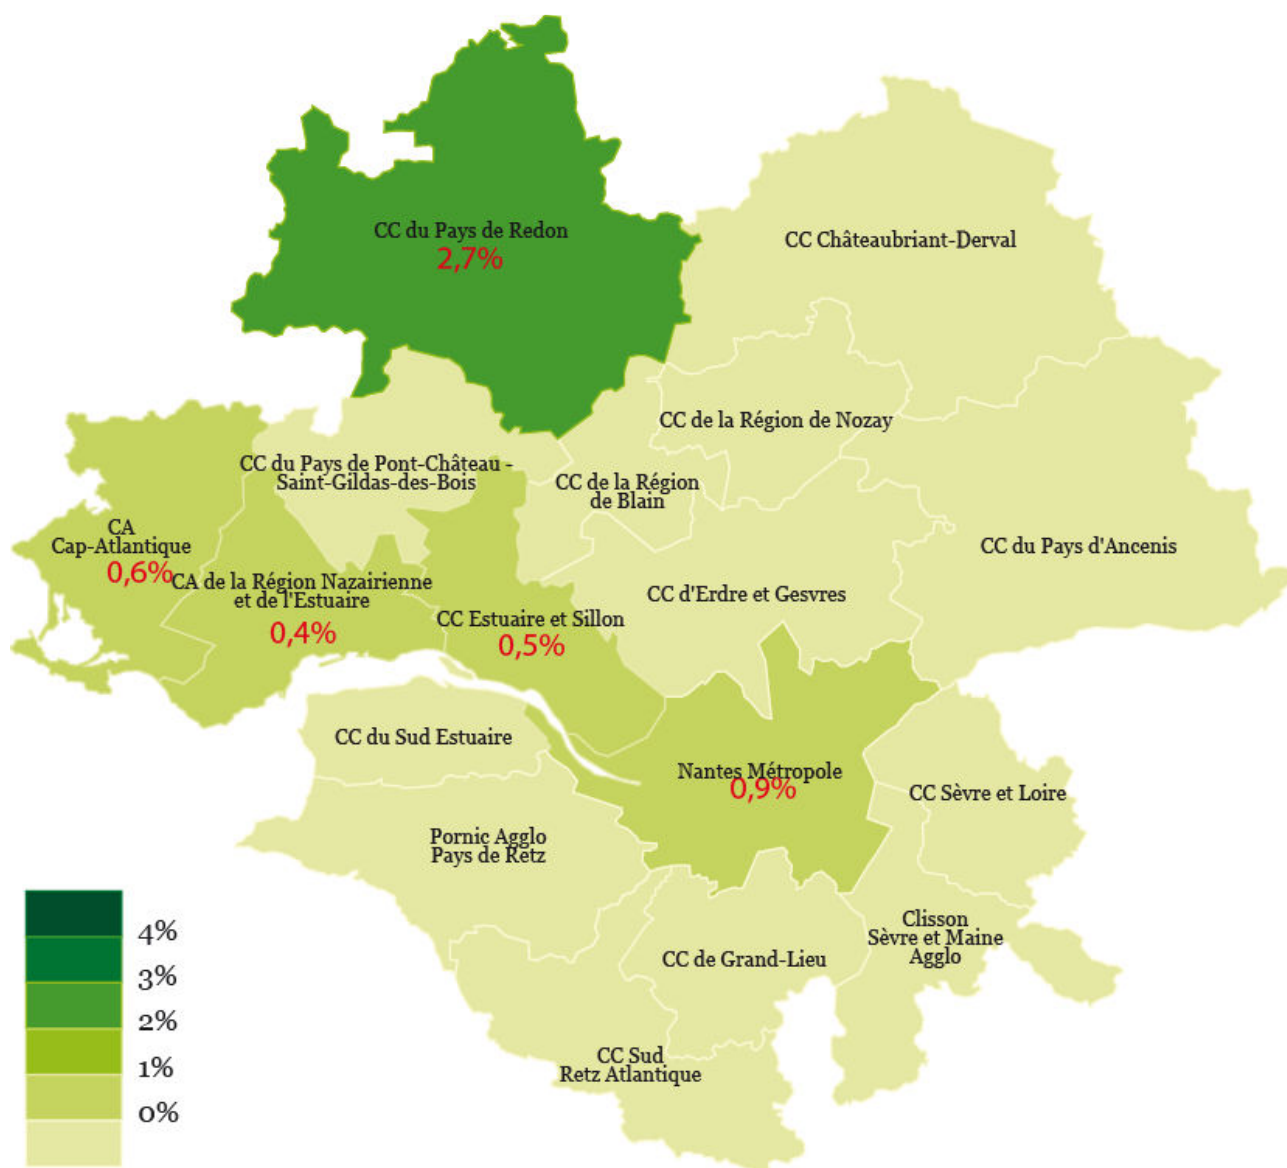 CC du Pays de Redon
2,7%
CC Châteaubriant-Derval
CC de la Région de Nozay
CC du Pays de Pont-Château -
Saint-Gildas-des-Bois
CC de la Région
de Blain
CA
Cap-Atlantique
0,6%
CC du Pays d'Ancenis
CA de la Région Nazairienne
et de l'Estuaire
0,4%
CC d'Erdre et Gesvres
CC Estuaire et Sillon
0,5%
CC du Sud Estuaire
Nantes Métropole
0,9%
CC Sèvre et Loire
Pornic Agglo
Pays de Retz
Clisson
Sèvre et Maine
Agglo
CC de Grand-Lieu
CC Sud
Retz Atlantique
4%
3%
2%
1%
0%